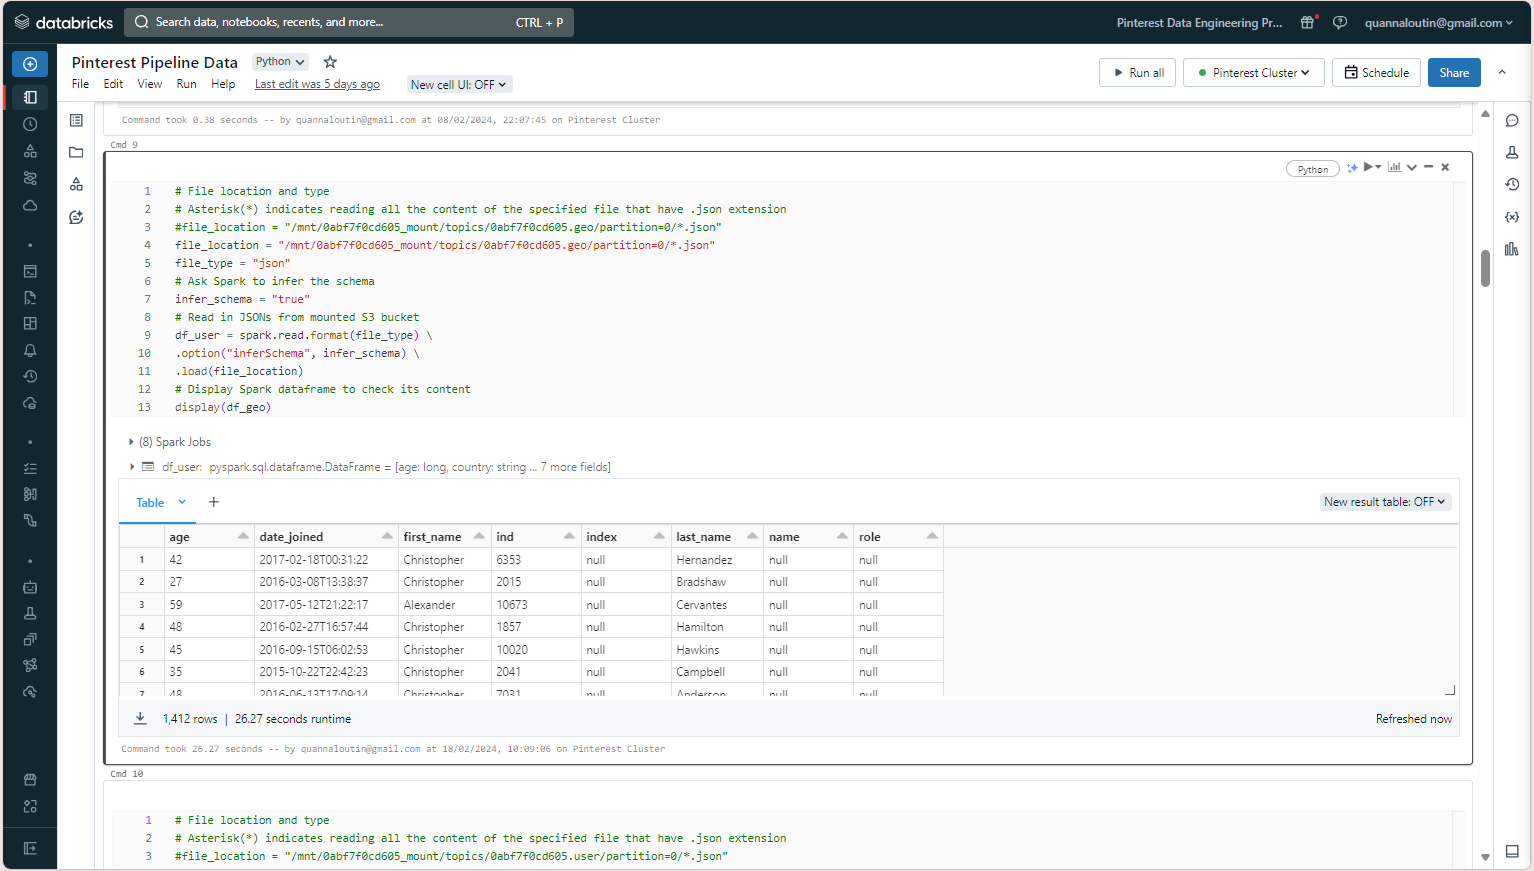 databricks
Search data, notebooks, recents, and more... CTRL + P
Pinterest Data Engineering Pr... quannaloutin@gmail.com
Pinterest Pipeline Data Python
File Edit View Run Help Last edit was 5 days ago New cell UI: OFF
Run all Pinterest Cluster Schedule Share
Command took 0.38 seconds -- by quannaloutin@gmail.com at 08/02/2024, 22:07:45 on Pinterest Cluster
Cmd 9
Python
1 # File location and type
2 # Asterisk(*) indicates reading all the content of the specified file that have .json extension
3 #file_location = "/mnt/0abf7f0cd605_mount/topics/0abf7f0cd605.geo/partition=0/*.json"
4 file_location = "/mnt/0abf7f0cd605_mount/topics/0abf7f0cd605.geo/partition=0/*.json"
5 file_type = "json"
6 # Ask Spark to infer the schema
7 infer_schema = "true"
8 # Read in JSONs from mounted S3 bucket
9 df_user = spark.read.format(file_type) \
10 .option("inferSchema", infer_schema) \
11 .load(file_location)
12 # Display Spark dataframe to check its content
13 display(df_geo)
(8) Spark Jobs
df_user: pyspark.sql.dataframe.DataFrame = [age: long, country: string ... 7 more fields]
Table + New result table: OFF
age date_joined first_name ind index last_name name role
1 42 2017-02-18T00:31:22 Christopher 6353 null Hernandez null null
2 27 2016-03-08T13:38:37 Christopher 2015 null Bradshaw null null
3 59 2017-05-12T21:22:17 Alexander 10673 null Cervantes null null
4 48 2016-02-27T16:57:44 Christopher 1857 null Hamilton null null
5 45 2016-09-15T06:02:53 Christopher 10020 null Hawkins null null
6 35 2015-10-22T22:42:23 Christopher 2041 null Campbell null null
7 48 2016-06-13T17:09:14 Christopher 7031 null Anderson null null
1,412 rows | 26.27 seconds runtime Refreshed now
Command took 26.27 seconds -- by quannaloutin@gmail.com at 18/02/2024, 10:09:06 on Pinterest Cluster
Cmd 10
1 # File location and type
2 # Asterisk(*) indicates reading all the content of the specified file that have .json extension
3 #file_location = "/mnt/0abf7f0cd605_mount/topics/0abf7f0cd605.user/partition=0/*.json"